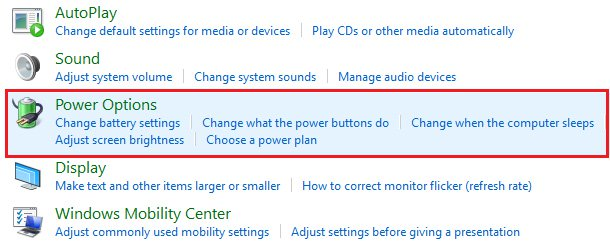 AutoPlay
Change default settings for media or devices | Play CDs or other media automatically
Sound
Adjust system volume | Change system sounds | Manage audio devices
Power Options
Change battery settings | Change what the power buttons do | Change when the computer sleeps
Adjust screen brightness | Choose a power plan
Display
Make text and other items larger or smaller | How to correct monitor flicker (refresh rate)
Windows Mobility Center
Adjust commonly used mobility settings | Adjust settings before giving a presentation